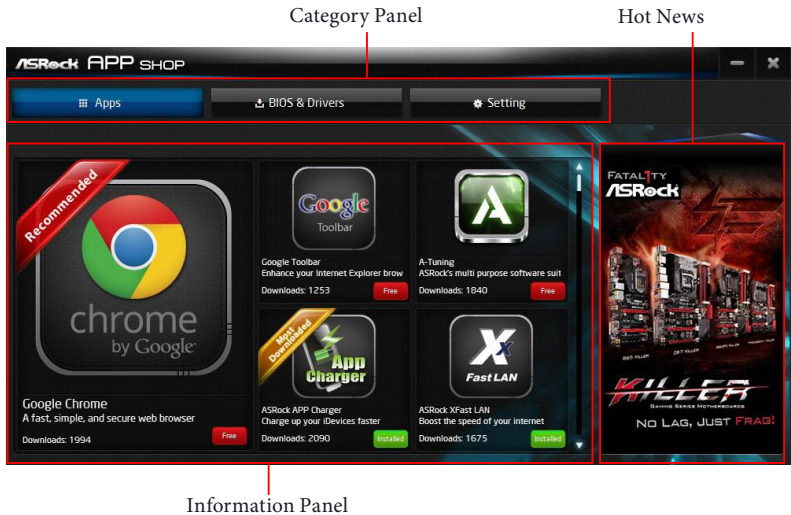 Category Panel
Hot News
ASRock APP SHOP
Apps
BIOS & Drivers
Setting
Recommended
chrome
by Google
Google Chrome
A fast, simple, and secure web browser
Downloads: 1994
Free
Google
Toolbar
Google Toolbar
Enhance your Internet Explorer brow
Downloads: 1253
Free
A
A-Tuning
ASRock's multi purpose software suit
Downloads: 1840
Free
Most
Downloaded
App
Charger
ASRock APP Charger
Charge up your iDevices faster
Downloads: 2090
Installed
X
Fast LAN
ASRock XFast LAN
Boost the speed of your internet
Downloads: 1675
Installed
FATAL1TY
ASRock
KILLER
GAMING SERIES MOTHERBOARDS
NO LAG, JUST FRAG!
Information Panel